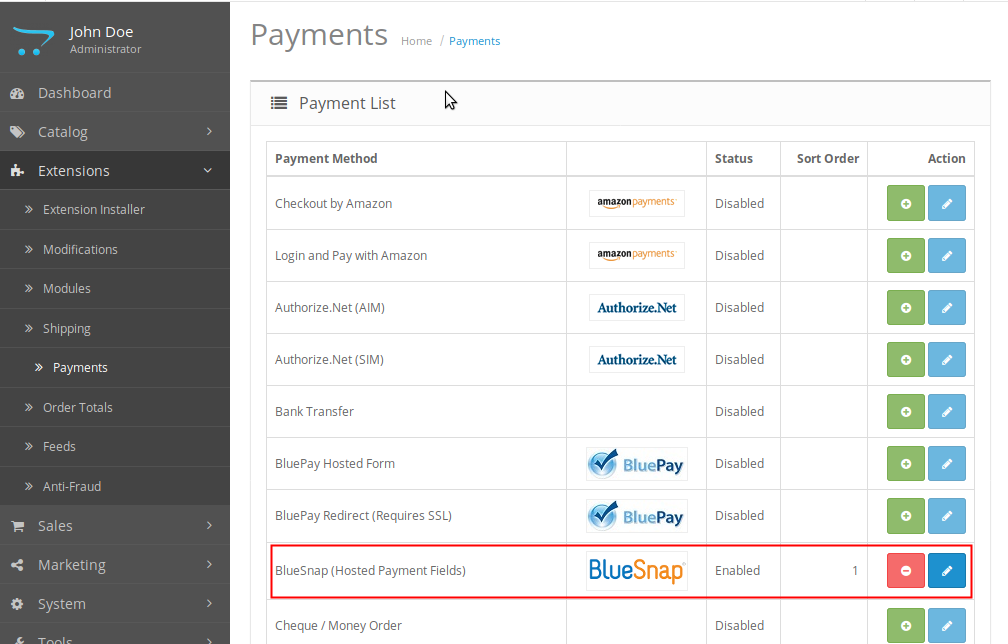 John Doe
Administrator
Dashboard
Catalog
Extensions
Extension Installer
Modifications
Modules
Shipping
Payments
Order Totals
Feeds
Anti-Fraud
Sales
Marketing
System
Tools
Payments Home / Payments
Payment List
Payment Method Status Sort Order Action
Checkout by Amazon amazon payments Disabled
Login and Pay with Amazon amazon payments Disabled
Authorize.Net (AIM) Authorize.Net Disabled
Authorize.Net (SIM) Authorize.Net Disabled
Bank Transfer Disabled
BluePay Hosted Form BluePay Disabled
BluePay Redirect (Requires SSL) BluePay Disabled
BlueSnap (Hosted Payment Fields) BlueSnap Enabled 1
Cheque / Money Order Disabled